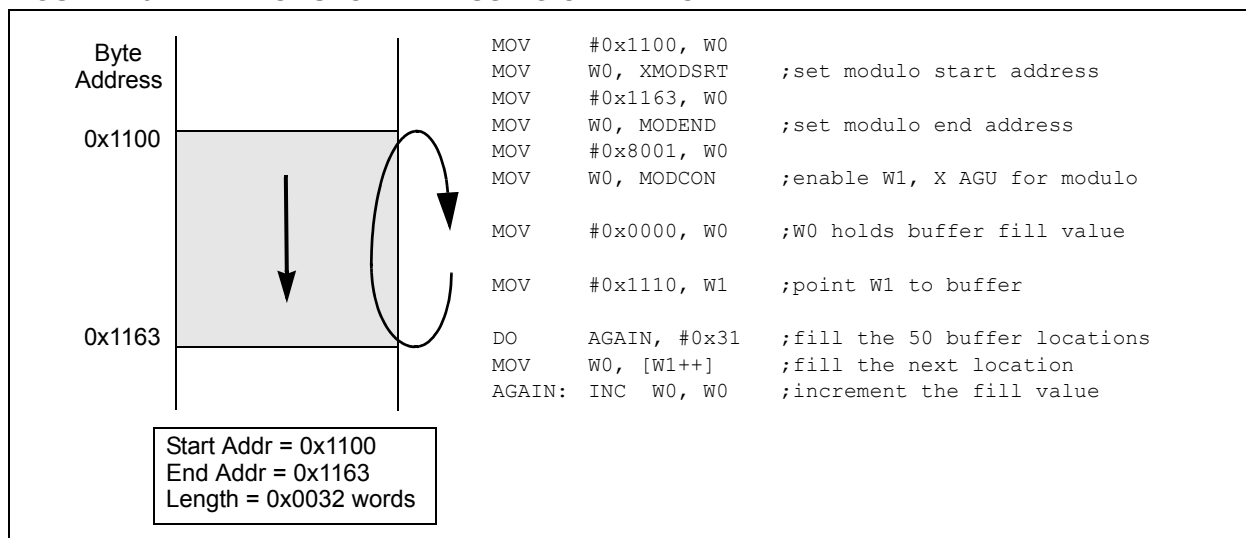 Byte
Address
0x1100
0x1163
Start Addr = 0x1100
End Addr = 0x1163
Length = 0x0032 words
MOV #0x1100, W0
MOV W0, XMODSRT ;set modulo start address
MOV #0x1163, W0
MOV W0, MODEND ;set modulo end address
MOV #0x8001, W0
MOV W0, MODCON ;enable W1, X AGU for modulo
MOV #0x0000, W0 ;W0 holds buffer fill value
MOV #0x1110, W1 ;point W1 to buffer
DO AGAIN, #0x31 ;fill the 50 buffer locations
MOV W0, [W1++] ;fill the next location
AGAIN: INC W0, W0 ;increment the fill value